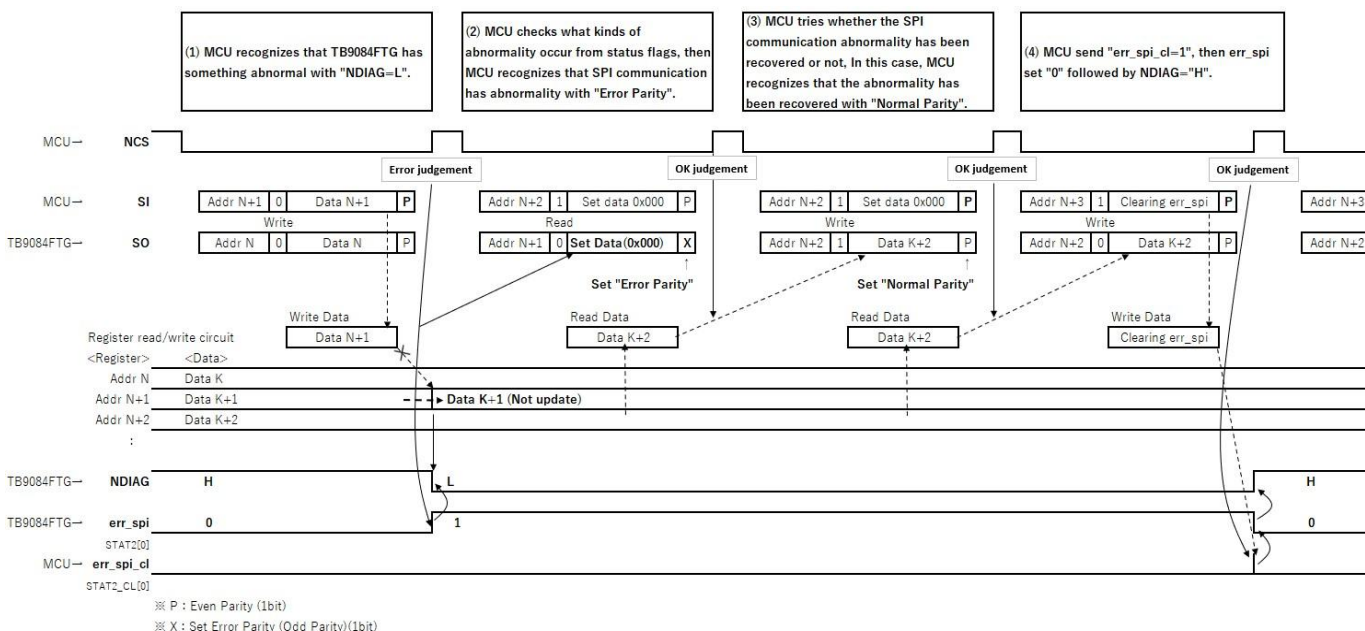 (1) MCU recognizes that TB9084FTG has
something abnormal with "NDIAG=L".
(2) MCU checks what kinds of
abnormality occur from status flags, then
MCU recognizes that SPI communication
has abnormality with "Error Parity".
(3) MCU tries whether the SPI
communication abnormality has been
recovered or not, In this case, MCU
recognizes that the abnormality has
been recovered with "Normal Parity".
(4) MCU send "err_spi_cl=1", then err_spi
set "0" followed by NDIAG="H".
MCU→ NCS
Error judgement OK judgement OK judgement OK judgement
MCU→ SI Addr N+1 0 Data N+1 P Addr N+2 1 Set data 0x000 P Addr N+2 1 Set data 0x000 P Addr N+3 1 Clearing err_spi P Addr N+3
Write Read Write Write
TB9084FTG→ SO Addr N 0 Data N P Addr N+1 0 Set Data(0x000) X Addr N+2 1 Data K+2 P Addr N+2 0 Data K+2 P Addr N+2
Set "Error Parity" Set "Normal Parity"
Write Data Read Data Read Data Write Data
Register read/write circuit Data N+1 Data K+2 Data K+2 Clearing err_spi
<Register> <Data>
Addr N Data K
Addr N+1 Data K+1 Data K+1 (Not update)
Addr N+2 Data K+2
:
TB9084FTG→ NDIAG H L H
TB9084FTG→ err_spi 0 1 0
STAT2[0]
MCU→ err_spi_cl
STAT2_CL[0]
※ P : Even Parity (1bit)
※ X : Set Error Parity (Odd Parity)(1bit)